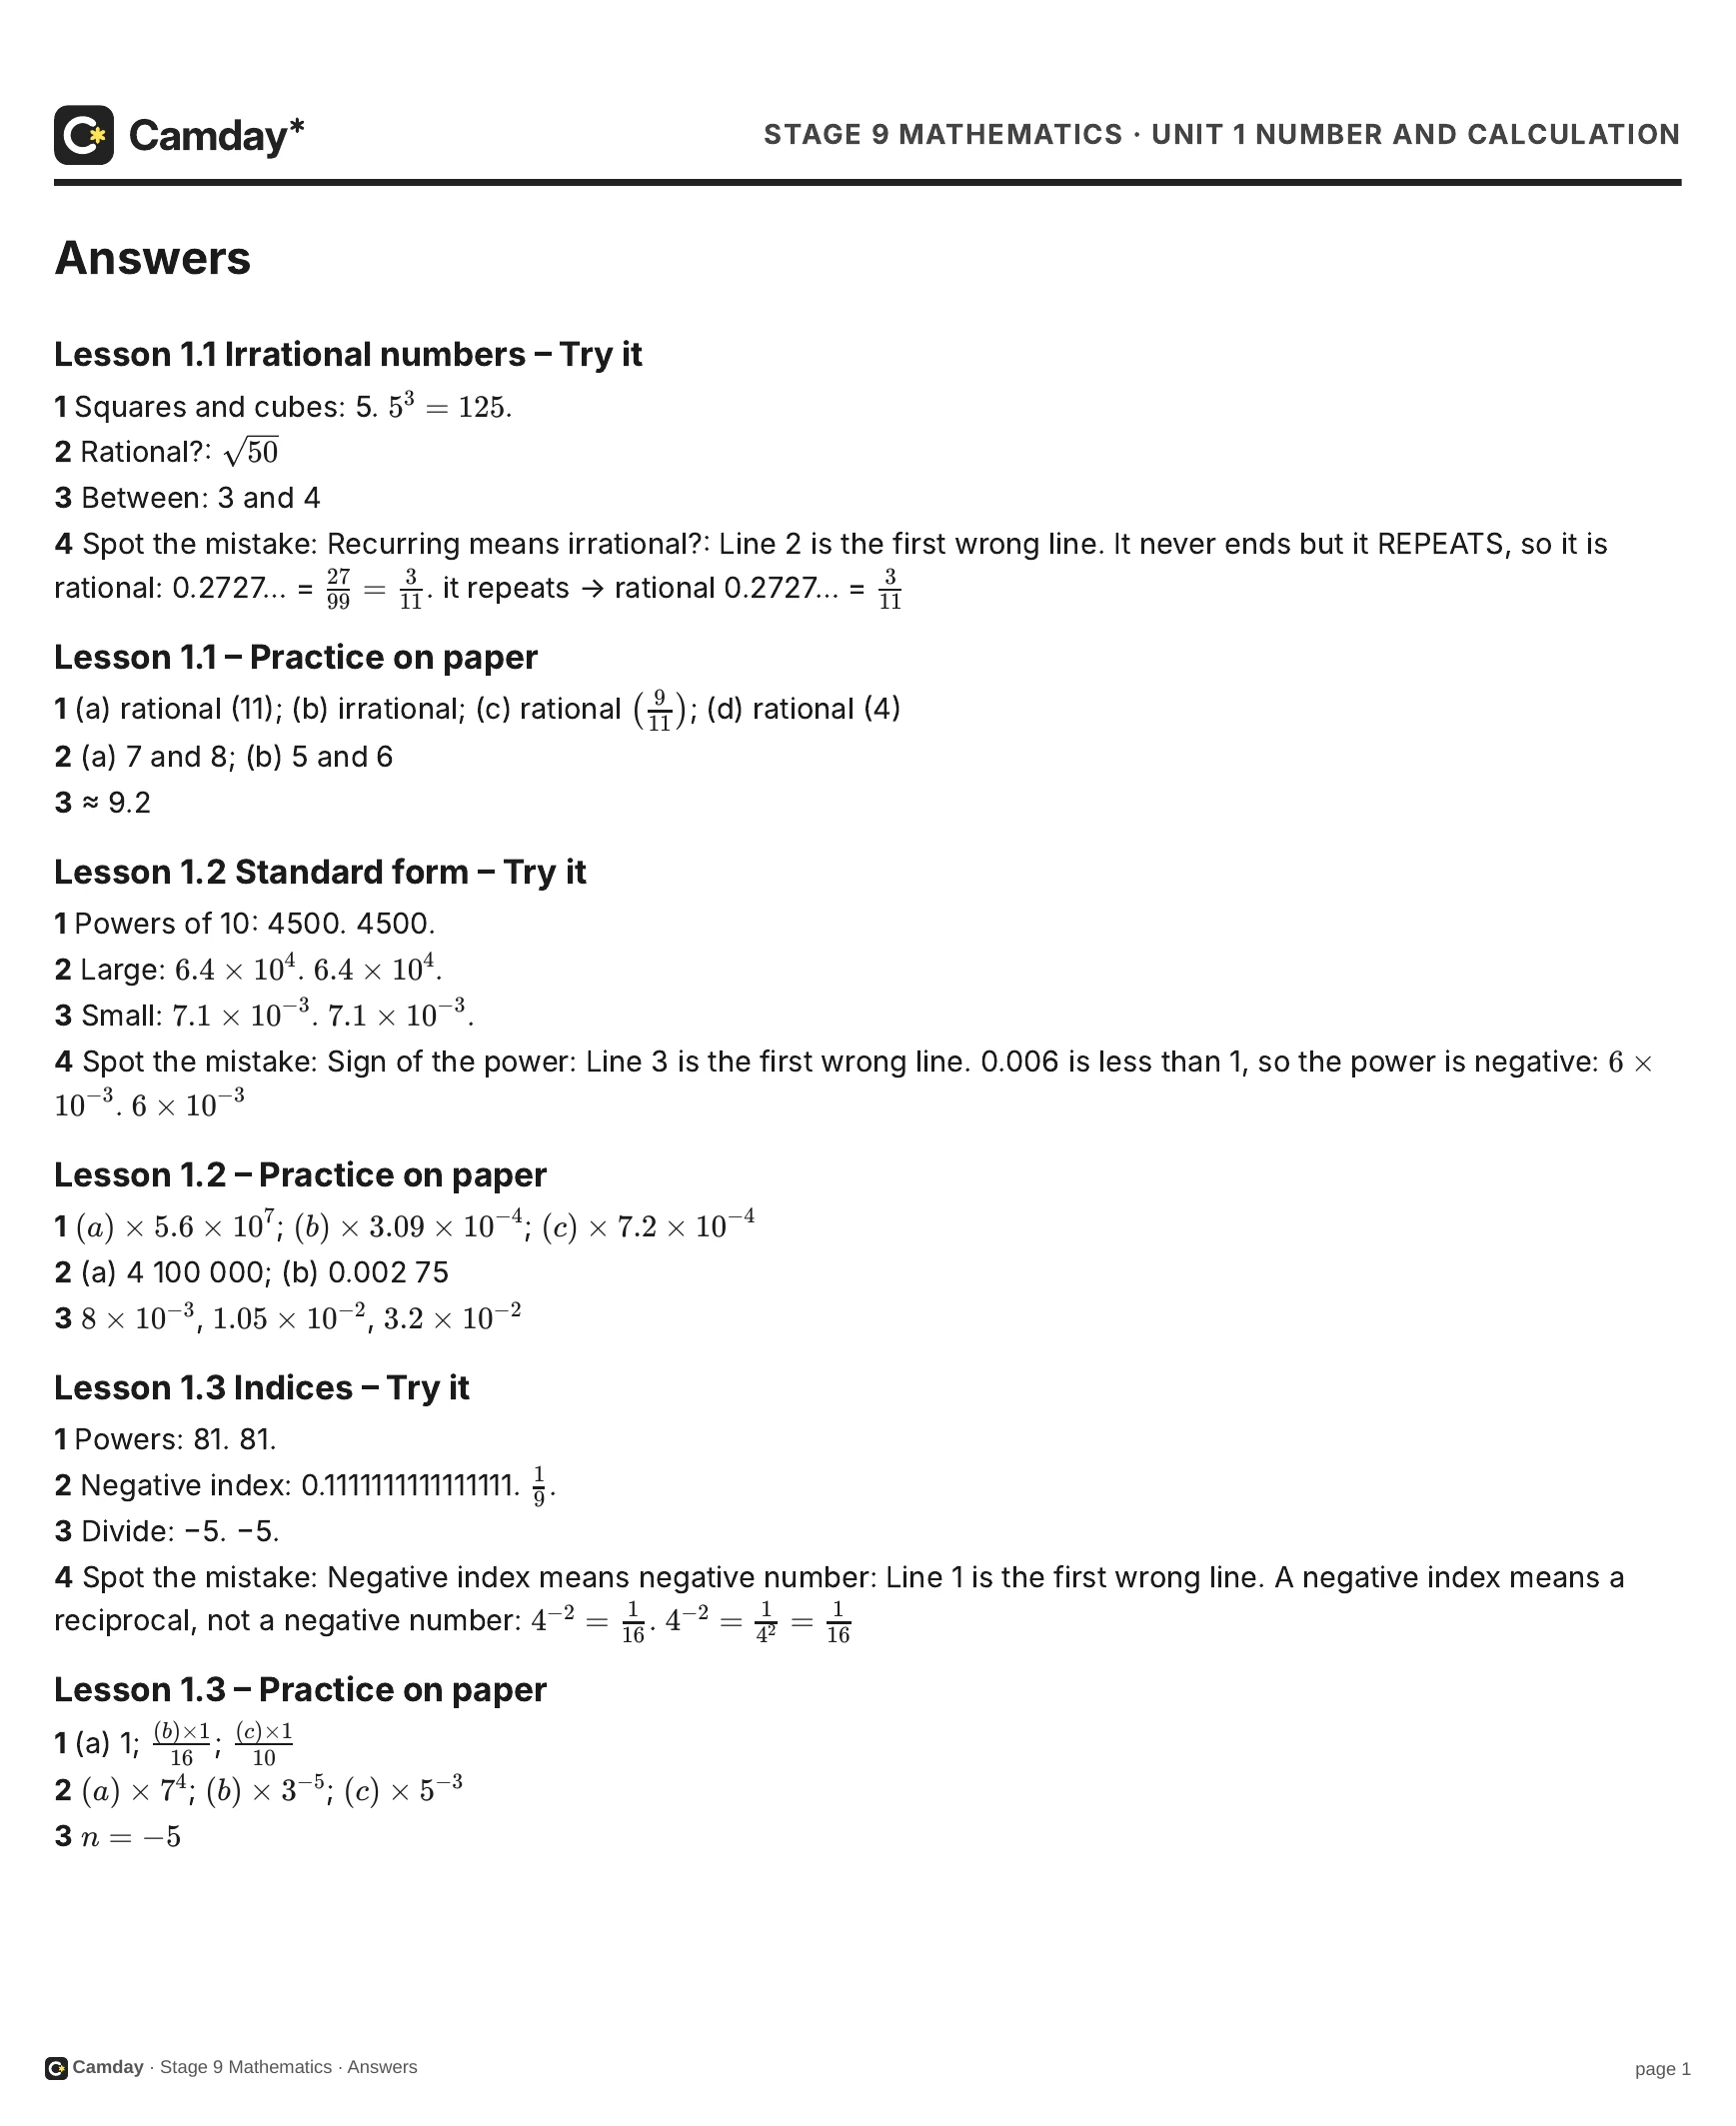 Camday*
STAGE 9 MATHEMATICS · UNIT 1 NUMBER AND CALCULATION
Answers
Lesson 1.1 Irrational numbers – Try it
1 Squares and cubes: 5. 5³ = 125.
2 Rational?: √50
3 Between: 3 and 4
4 Spot the mistake: Recurring means irrational?: Line 2 is the first wrong line. It never ends but it REPEATS, so it is
rational: 0.2727… = 27/99 = 3/11. it repeats → rational 0.2727… = 3/11
Lesson 1.1 – Practice on paper
1 (a) rational (11); (b) irrational; (c) rational (9/11); (d) rational (4)
2 (a) 7 and 8; (b) 5 and 6
3 ≈ 9.2
Lesson 1.2 Standard form – Try it
1 Powers of 10: 4500. 4500.
2 Large: 6.4 × 10⁴. 6.4 × 10⁴.
3 Small: 7.1 × 10⁻³. 7.1 × 10⁻³.
4 Spot the mistake: Sign of the power: Line 3 is the first wrong line. 0.006 is less than 1, so the power is negative: 6 ×
10⁻³. 6 × 10⁻³
Lesson 1.2 – Practice on paper
1 (a) × 5.6 × 10⁷; (b) × 3.09 × 10⁻⁴; (c) × 7.2 × 10⁻⁴
2 (a) 4 100 000; (b) 0.002 75
3 8 × 10⁻³, 1.05 × 10⁻², 3.2 × 10⁻²
Lesson 1.3 Indices – Try it
1 Powers: 81. 81.
2 Negative index: 0.1111111111111111. 1/9.
3 Divide: −5. −5.
4 Spot the mistake: Negative index means negative number: Line 1 is the first wrong line. A negative index means a
reciprocal, not a negative number: 4⁻² = 1/16. 4⁻² = 1/4² = 1/16
Lesson 1.3 – Practice on paper
1 (a) 1; (b)×1/16; (c)×1/10
2 (a) × 7⁴; (b) × 3⁻⁵; (c) × 5⁻³
3 n = −5
Camday · Stage 9 Mathematics · Answers
page 1